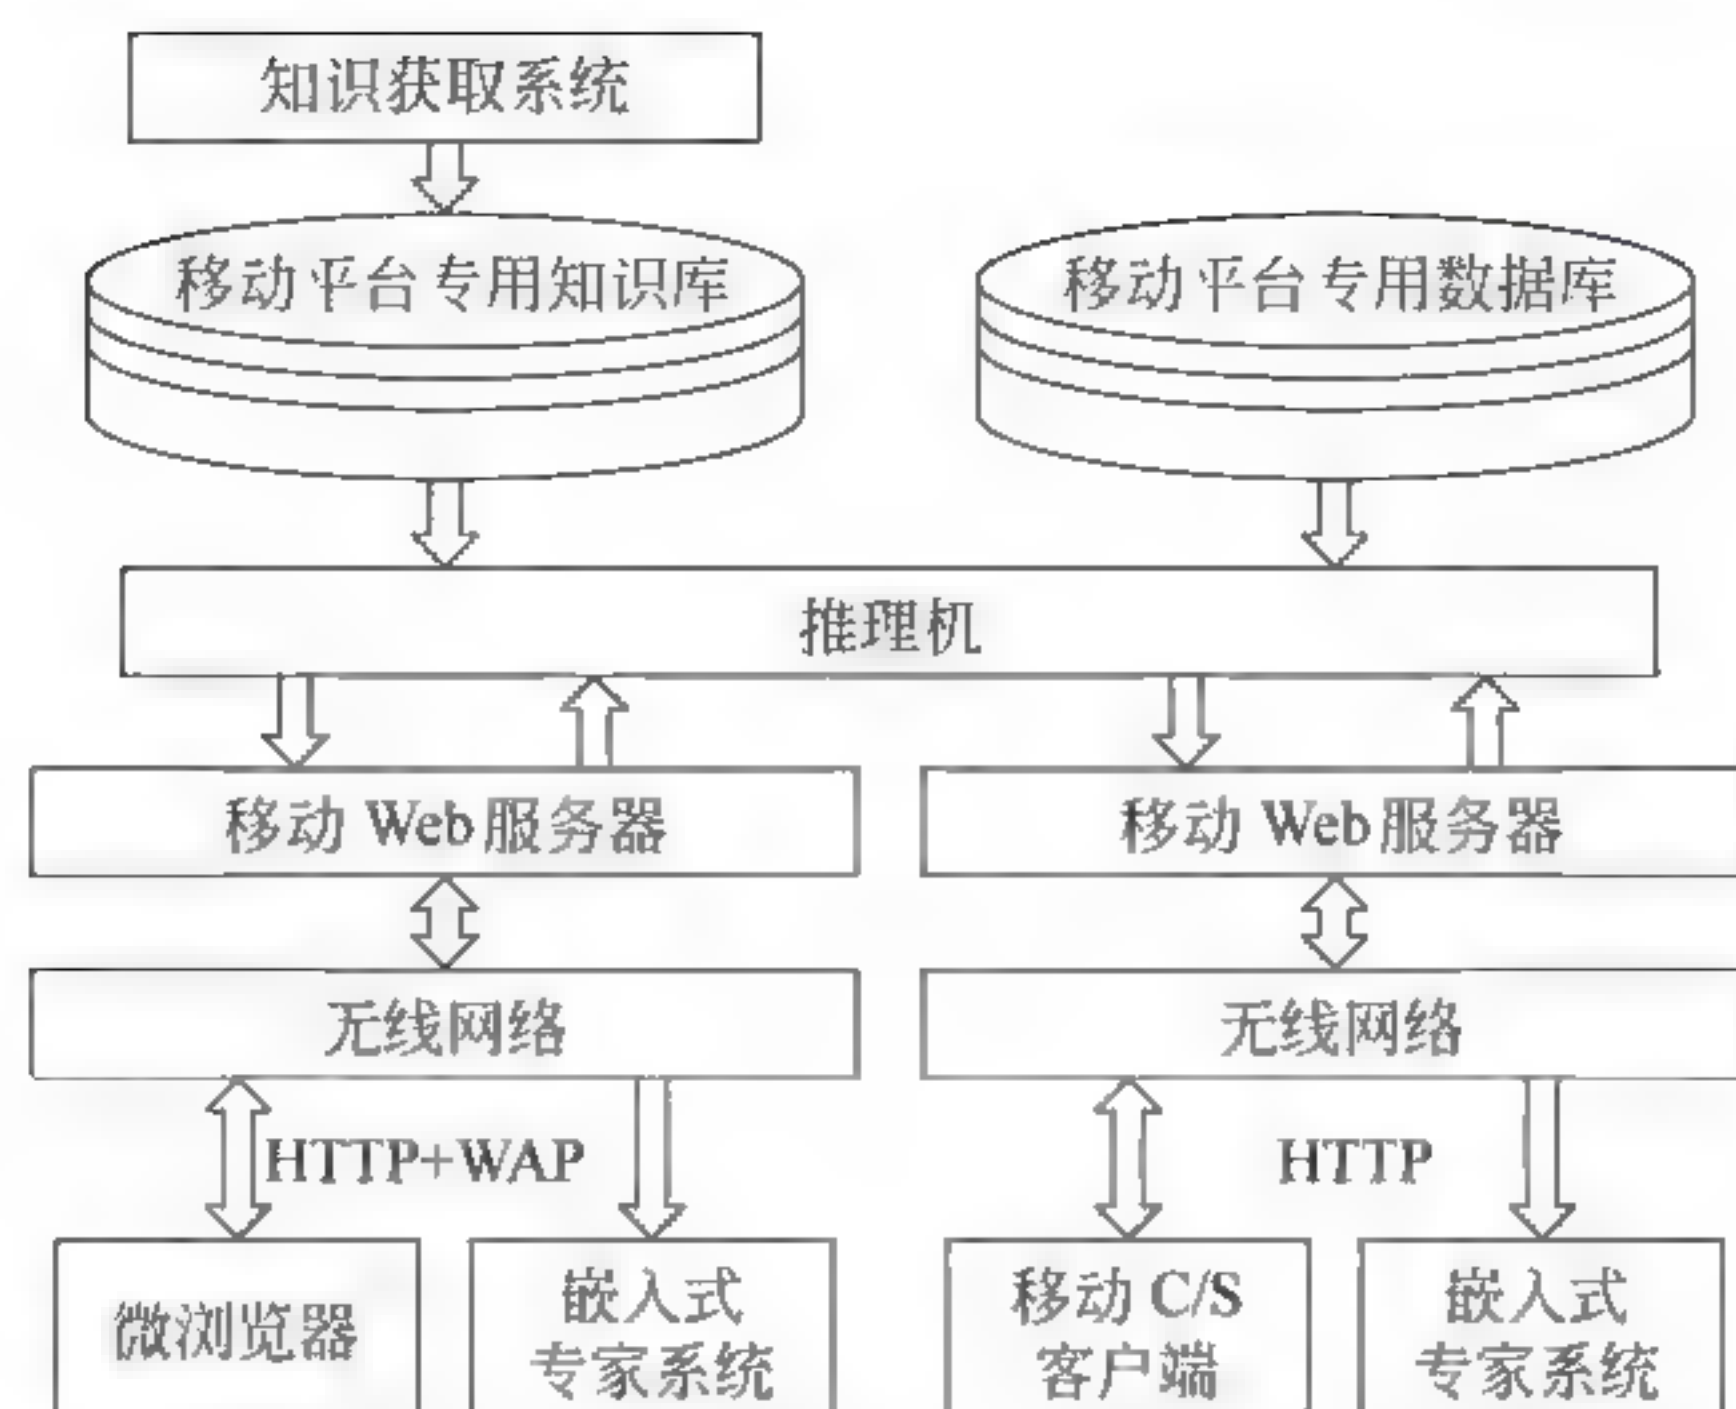 知识获取系统
移动平台专用知识库
移动平台专用数据库
推理机
移动 Web服务器
移动 Web服务器
无线网络
无线网络
HTTP+WAP
HTTP
微浏览器
嵌入式
专家系统
移动 C/S
客户端
嵌入式
专家系统